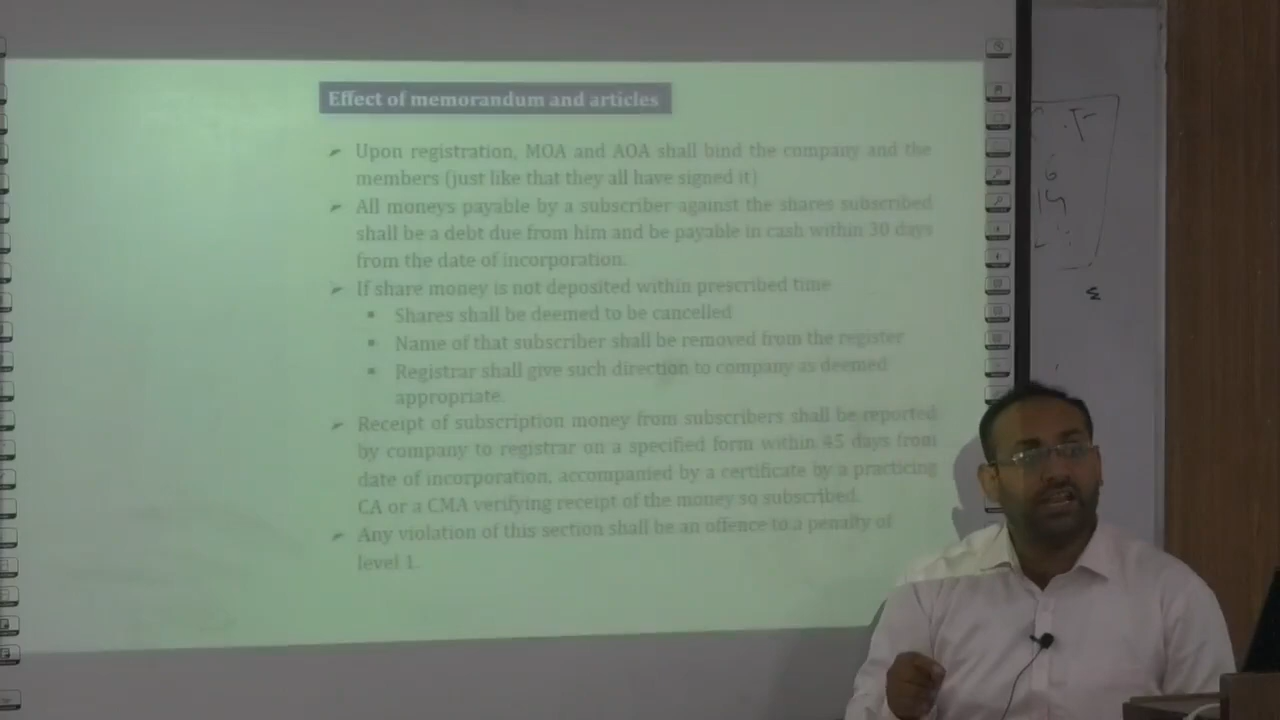 Effect of memorandum and articles
Upon registration, MOA and AOA shall bind the company and the
members (just like that they all have signed it)
All moneys payable by a subscriber against the shares subscribed
shall be a debt due from him and be payable in cash within 30 days
from the date of incorporation.
If share money is not deposited within prescribed time
Shares shall be deemed to be cancelled
Name of that subscriber shall be removed from the register
Registrar shall give such direction to company as deemed
appropriate.
Receipt of subscription money from subscribers shall be reported
by company to registrar on a specified form within 45 days from
date of incorporation, accompanied by a certificate by a practicing
CA or a CMA verifying receipt of the money so subscribed.
Any violation of this section shall be an offence to a penalty of
level 1.